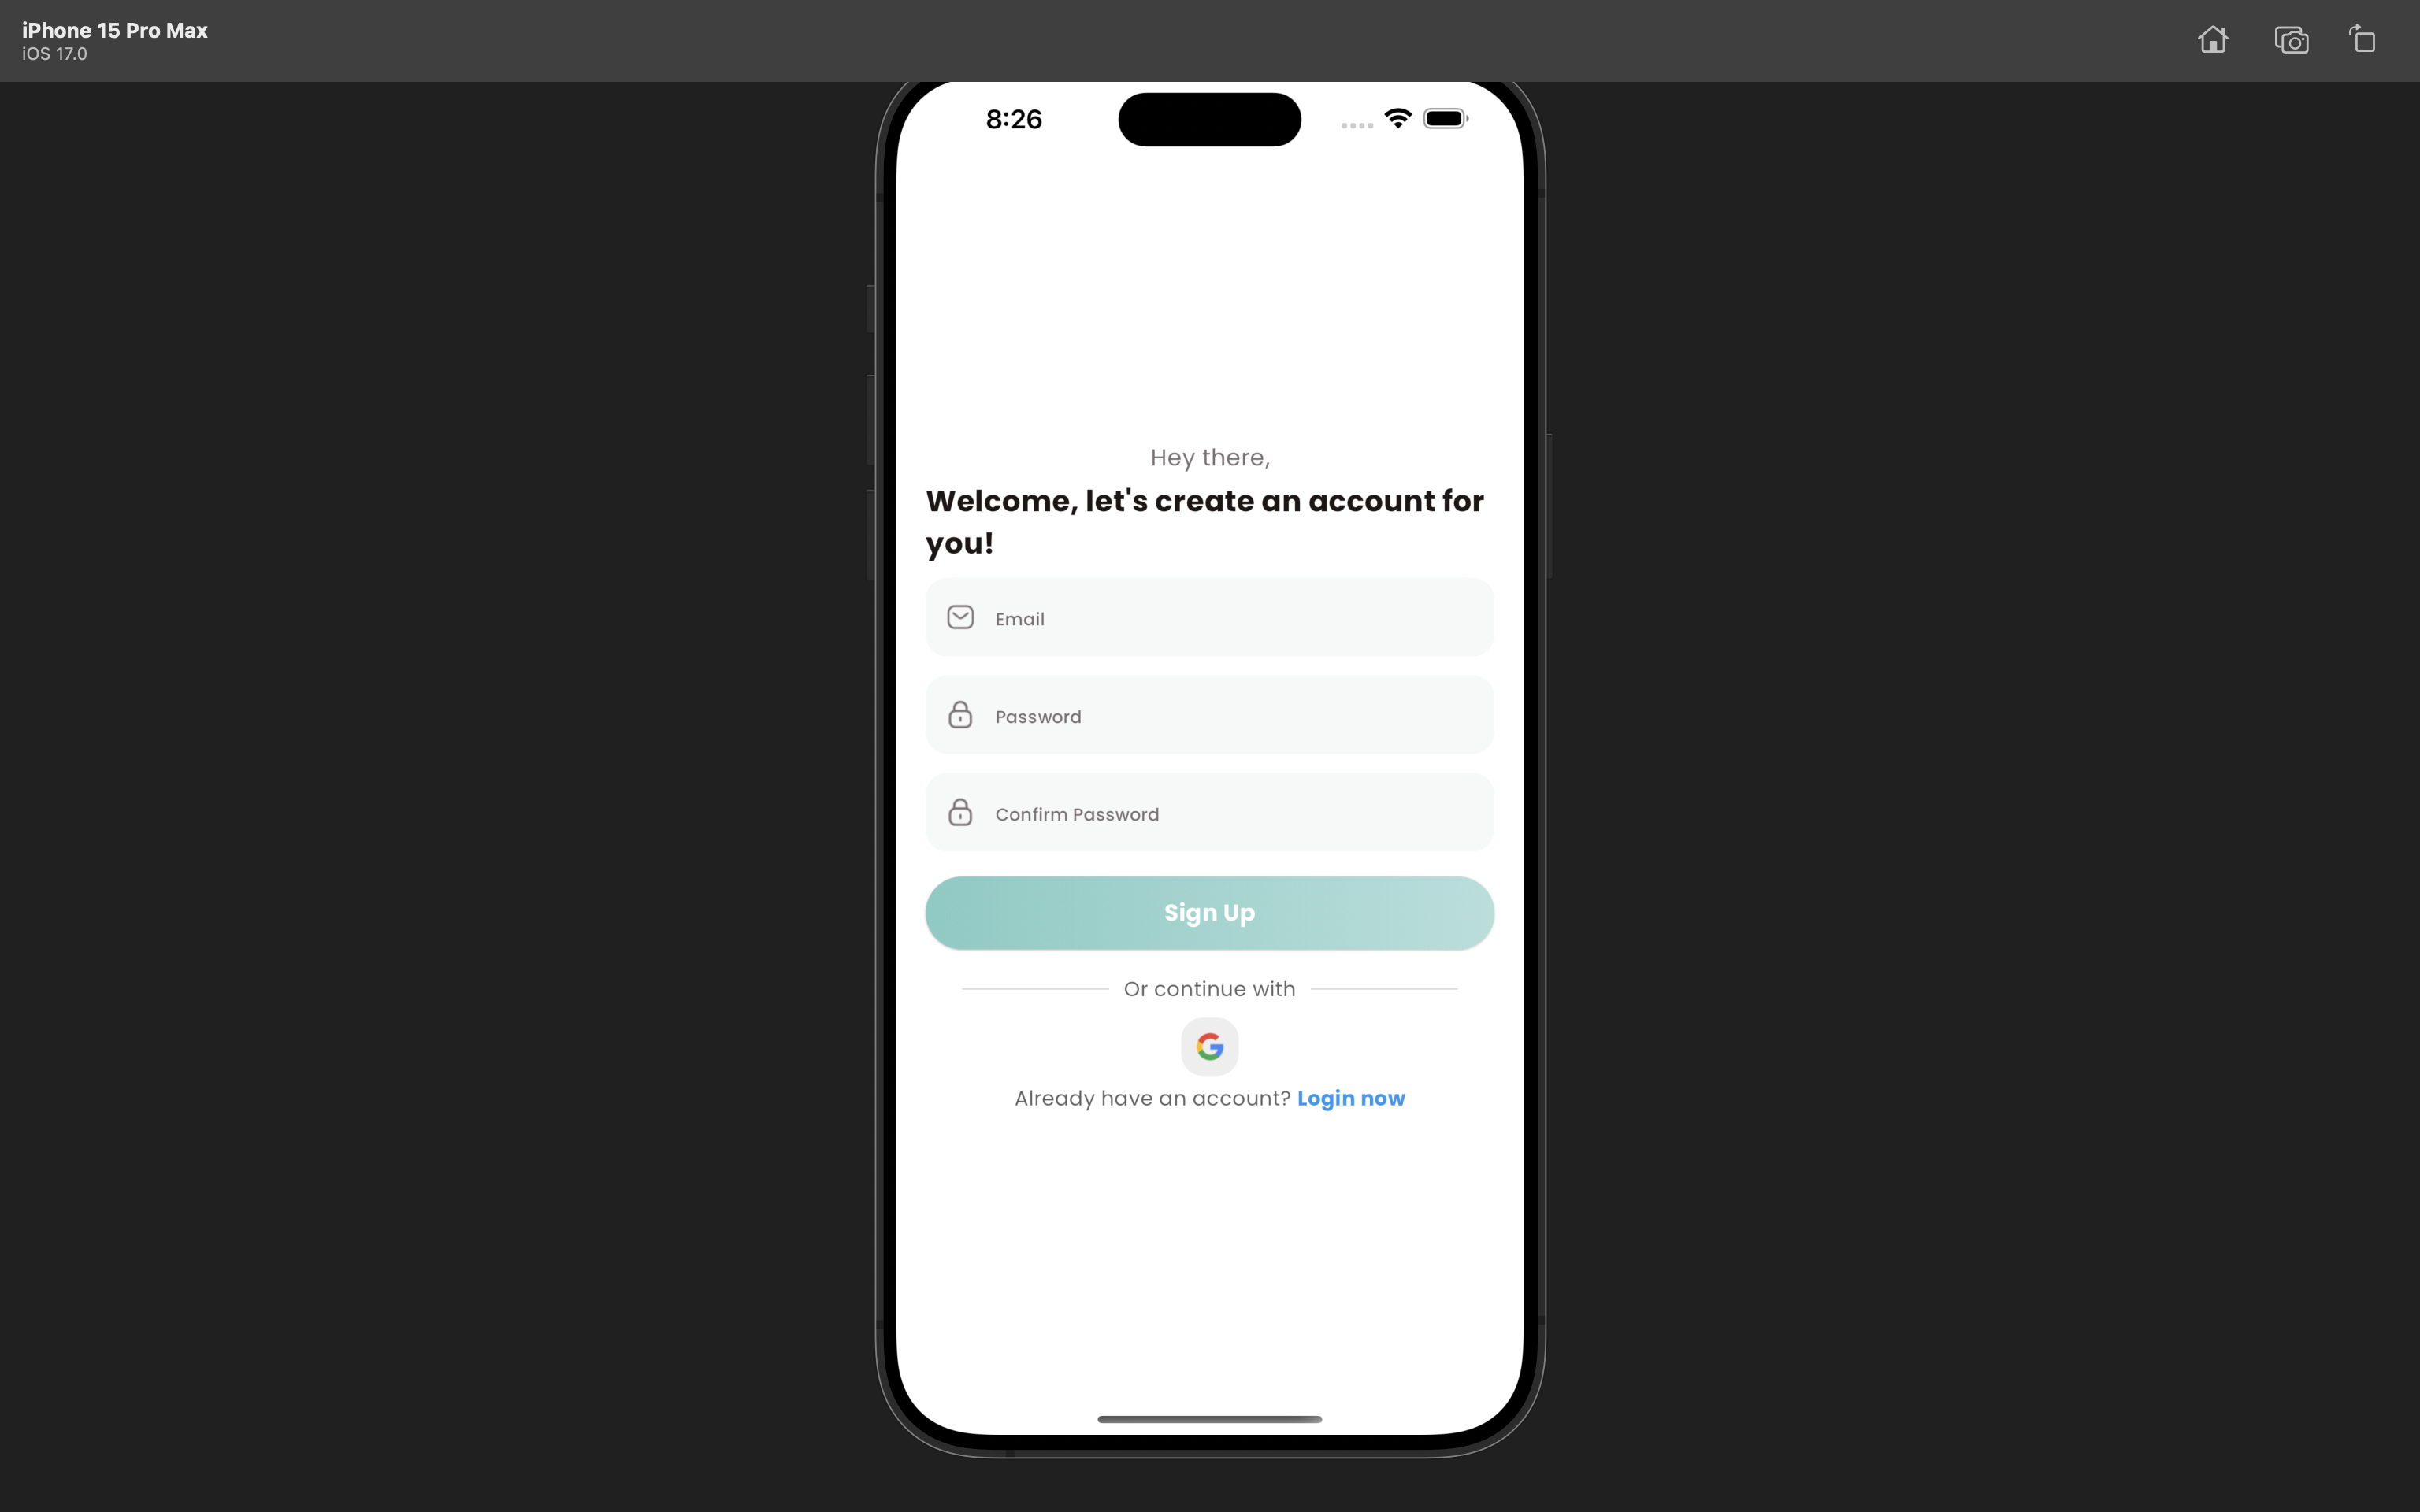 iPhone 15 Pro Max
iOS 17.0
8:26
Hey there,
Welcome, let's create an account for
you!
Email
Password
Confirm Password
Sign Up
Or continue with
Already have an account? Login now